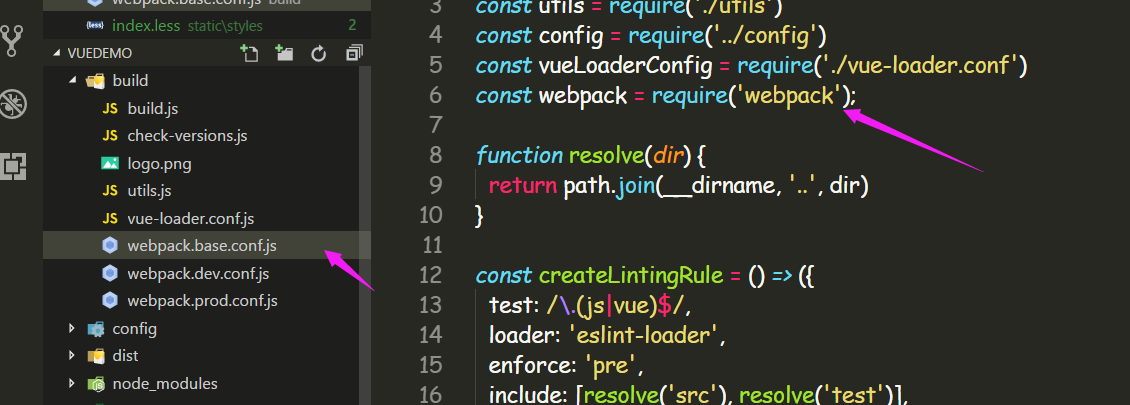 webpack.base.conf.js build
index.less static\styles 2
VUEDEMO
build
JS build.js
JS check-versions.js
logo.png
JS utils.js
JS vue-loader.conf.js
webpack.base.conf.js
webpack.dev.conf.js
webpack.prod.conf.js
config
dist
node_modules
3 const utils = require('./utils')
4 const config = require('../config')
5 const vueLoaderConfig = require('./vue-loader.conf')
6 const webpack = require('webpack');
7
8 function resolve(dir) {
9 return path.join(__dirname, '..', dir)
10 }
11
12 const createLintingRule = () => ({
13 test: /\.(js|vue)$/,
14 loader: 'eslint-loader',
15 enforce: 'pre',
16 include: [resolve('src'), resolve('test')],